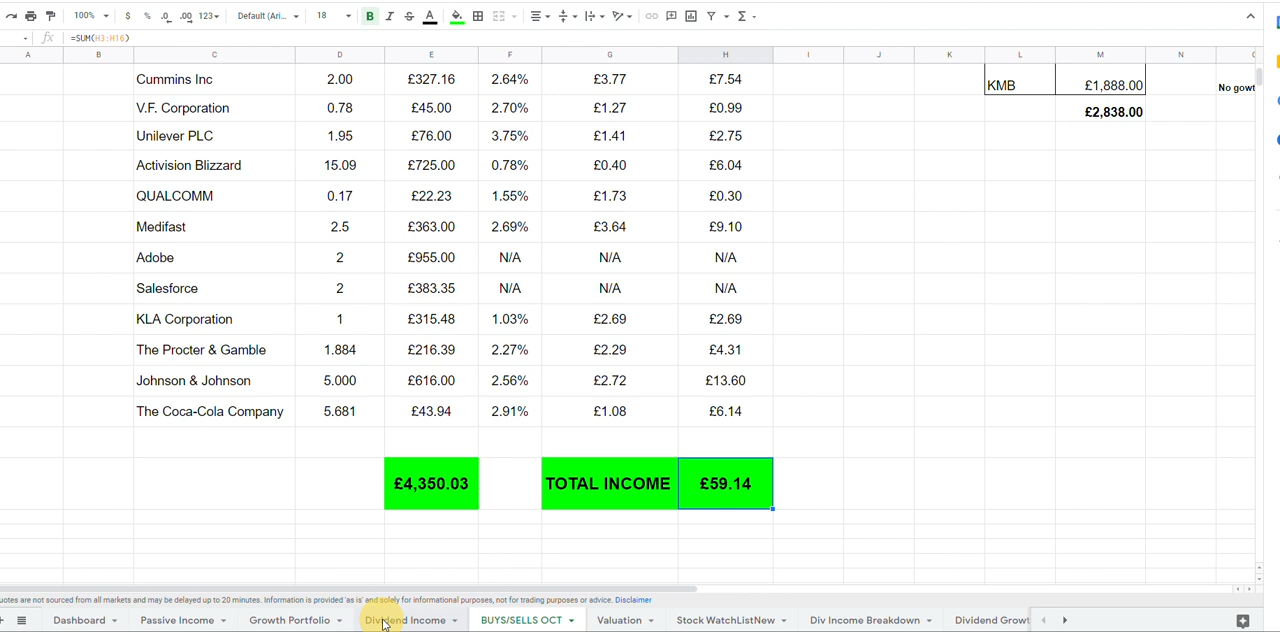 100% $ % .0 .00 123 Default (Ari... 18 B I S A
fx =SUM(H3:H16)
A B C D E F G H I J K L M N
Cummins Inc 2.00 £327.16 2.64% £3.77 £7.54 KMB £1,888.00 No gowt
V.F. Corporation 0.78 £45.00 2.70% £1.27 £0.99 £2,838.00
Unilever PLC 1.95 £76.00 3.75% £1.41 £2.75
Activision Blizzard 15.09 £725.00 0.78% £0.40 £6.04
QUALCOMM 0.17 £22.23 1.55% £1.73 £0.30
Medifast 2.5 £363.00 2.69% £3.64 £9.10
Adobe 2 £955.00 N/A N/A N/A
Salesforce 2 £383.35 N/A N/A N/A
KLA Corporation 1 £315.48 1.03% £2.69 £2.69
The Procter & Gamble 1.884 £216.39 2.27% £2.29 £4.31
Johnson & Johnson 5.000 £616.00 2.56% £2.72 £13.60
The Coca-Cola Company 5.681 £43.94 2.91% £1.08 £6.14
£4,350.03 TOTAL INCOME £59.14
uotes are not sourced from all markets and may be delayed up to 20 minutes. Information is provided 'as is' and solely for informational purposes, not for trading purposes or advice. Disclaimer
Dashboard Passive Income Growth Portfolio Dividend Income BUYS/SELLS OCT Valuation Stock WatchListNew Div Income Breakdown Dividend Growt